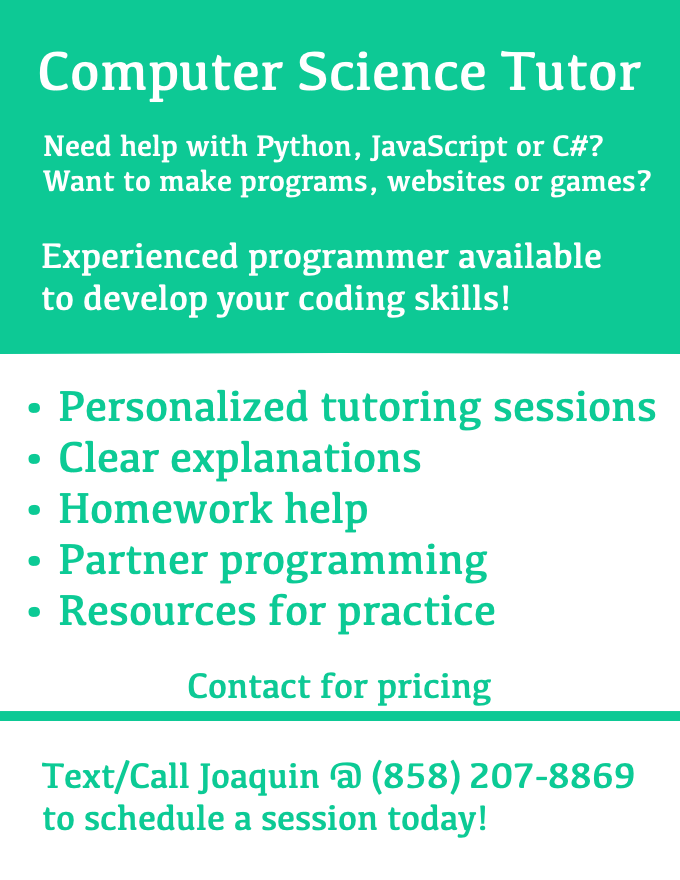 Computer Science Tutor
Need help with Python, JavaScript or C#?
Want to make programs, websites or games?
Experienced programmer available
to develop your coding skills!
• Personalized tutoring sessions
• Clear explanations
• Homework help
• Partner programming
• Resources for practice
Contact for pricing
Text/Call Joaquin @ (858) 207-8869
to schedule a session today!